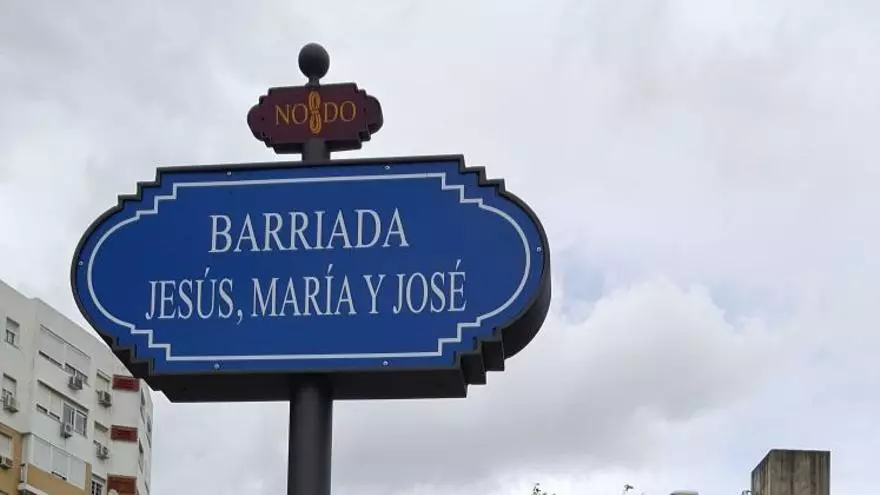 NO8DO
BARRIADA
JESÚS, MARÍA Y JOSÉ